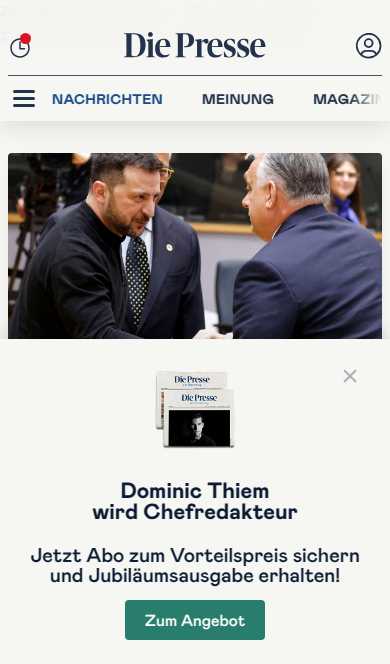 Die Presse
NACHRICHTEN MEINUNG MAGAZIN
Die Presse
Die Presse
Dominic Thiem
wird Chefredakteur
Jetzt Abo zum Vorteilspreis sichern
und Jubiläumsausgabe erhalten!
Zum Angebot